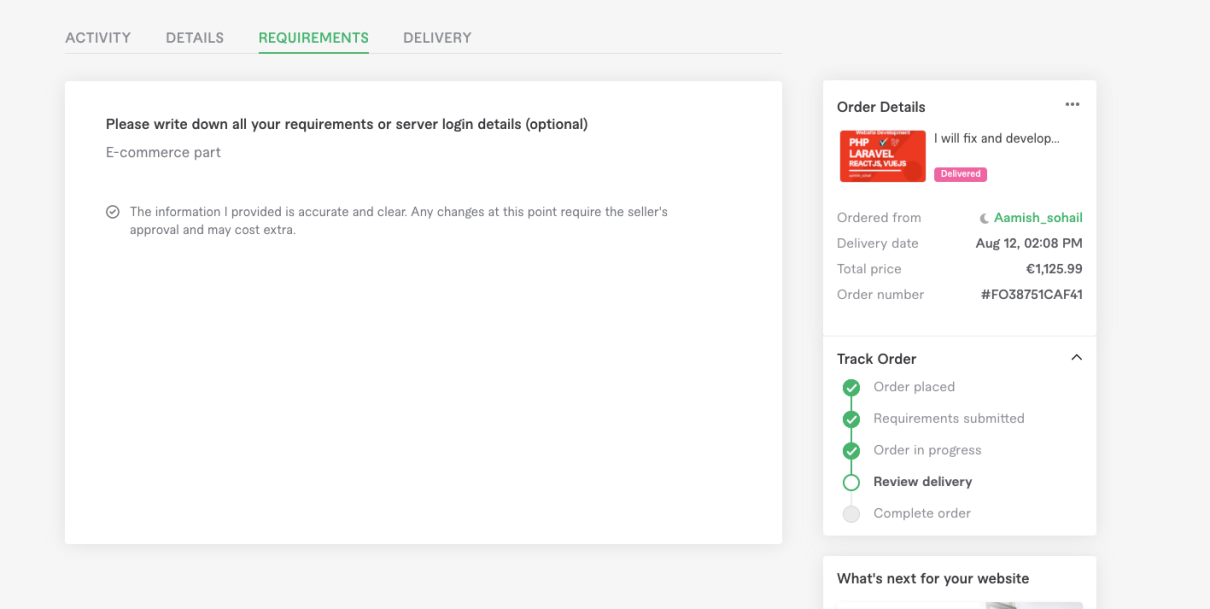 ACTIVITY DETAILS REQUIREMENTS DELIVERY
Please write down all your requirements or server login details (optional)
E-commerce part
The information I provided is accurate and clear. Any changes at this point require the seller's
approval and may cost extra.
Order Details
Website Development
PHP
LARAVEL
REACT JS, VUE JS
I will fix and develop...
Delivered
Ordered from Aamish_sohail
Delivery date Aug 12, 02:08 PM
Total price €1,125.99
Order number #FO38751CAF41
Track Order
Order placed
Requirements submitted
Order in progress
Review delivery
Complete order
What's next for your website